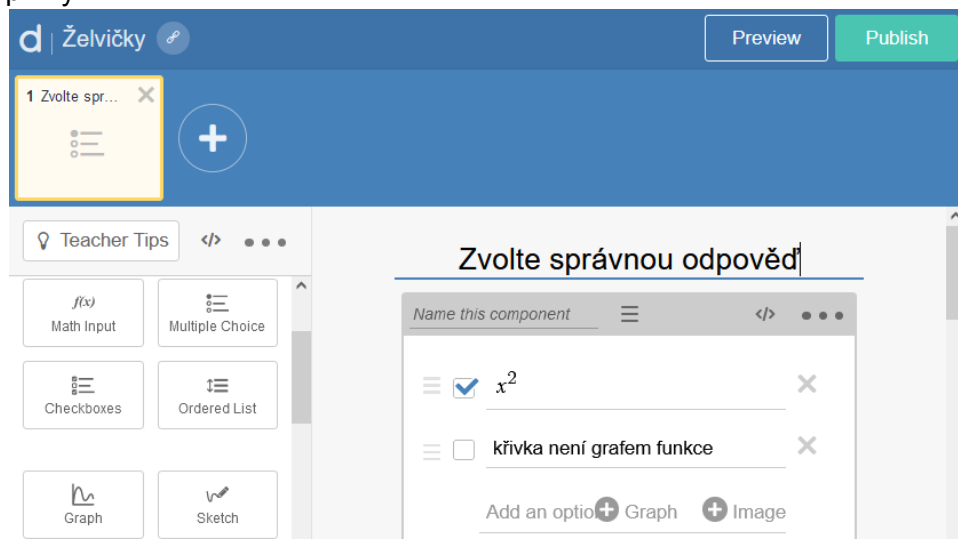 d | Želvičky Preview Publish
1 Zvolte spr...
Teacher Tips </>
Zvolte správnou odpověď
f(x)
Math Input Multiple Choice
Name this component </>
x²
Checkboxes Ordered List
křivka není grafem funkce
Graph Sketch
Add an optio Graph Image